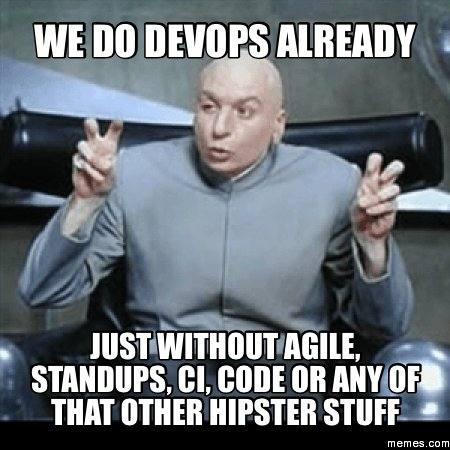 WE DO DEVOPS ALREADY
JUST WITHOUT AGILE,
STANDUPS, CI, CODE OR ANY OF
THAT OTHER HIPSTER STUFF
memes.com